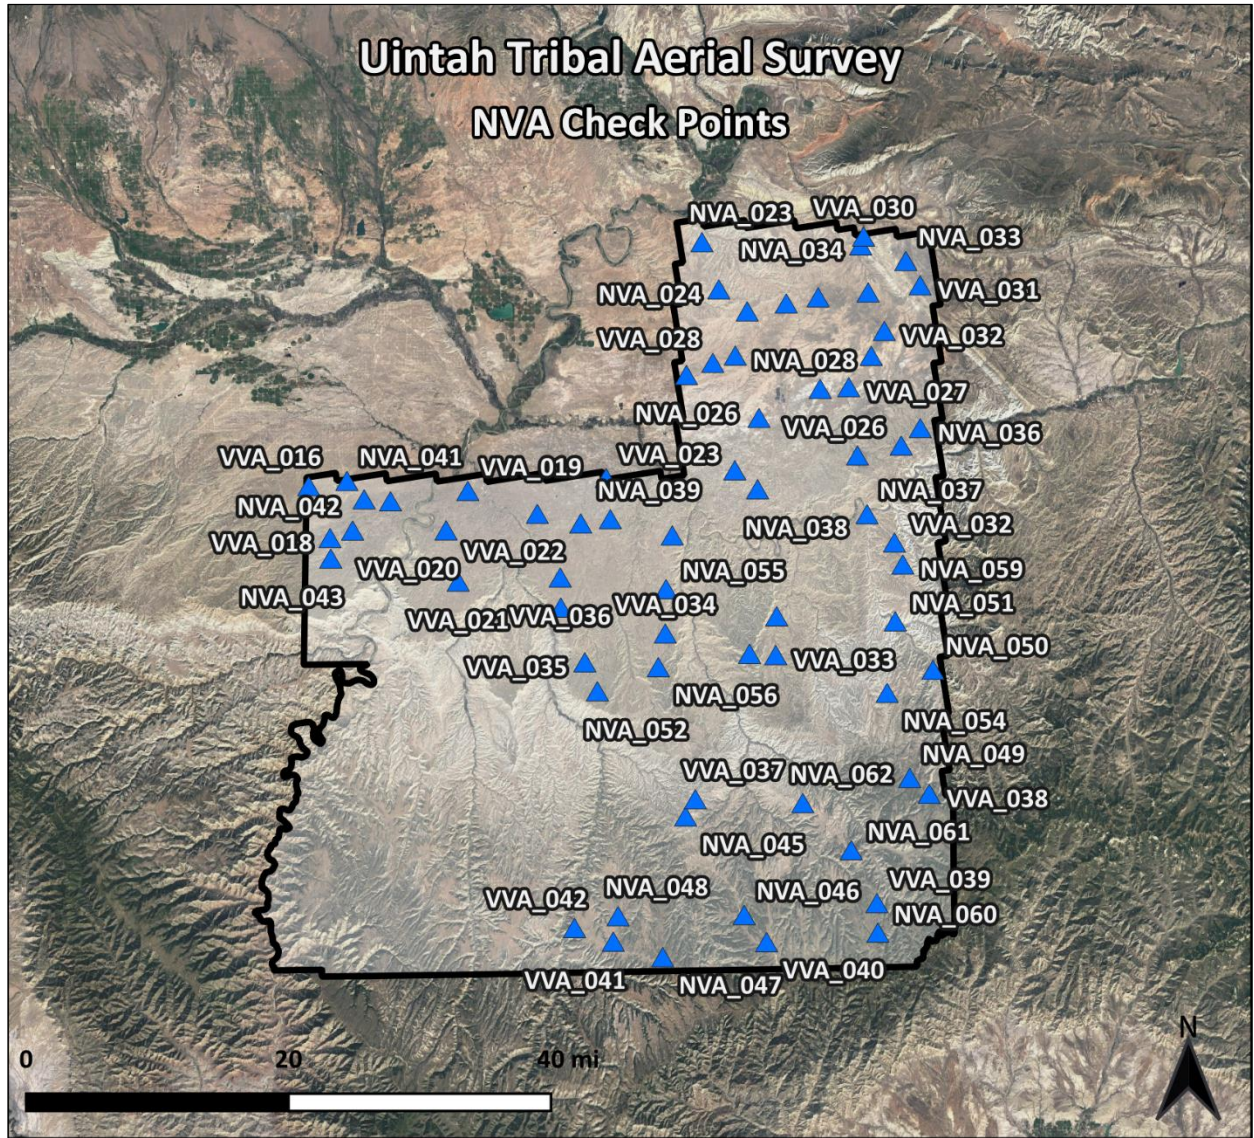 Uintah Tribal Aerial Survey
NVA Check Points
NVA_023
VVA_030
NVA_034
NVA_033
NVA_024
VVA_031
VVA_028
NVA_028
VVA_032
VVA_027
NVA_026
VVA_026
NVA_036
VVA_016
NVA_041
VVA_019
VVA_023
NVA_042
NVA_039
NVA_037
NVA_038
VVA_032
VVA_018
VVA_020
VVA_022
NVA_043
NVA_055
NVA_059
VVA_021
VVA_036
VVA_034
NVA_051
NVA_050
VVA_035
VVA_033
NVA_056
NVA_052
NVA_054
NVA_049
VVA_037
NVA_062
VVA_038
NVA_045
NVA_061
VVA_042
NVA_048
NVA_046
VVA_039
NVA_060
VVA_041
NVA_047
VVA_040
0 20 40 mi
N